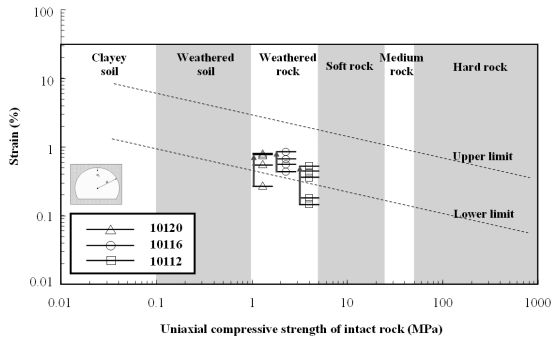 100
10
1
0.1
0.01
Strain (%)
Clayey soil
Weathered soil
Weathered rock
Soft rock
Medium rock
Hard rock
Upper limit
Lower limit
10120
10116
10112
0.01 0.1 1 10 100 1000
Uniaxial compressive strength of intact rock (MPa)